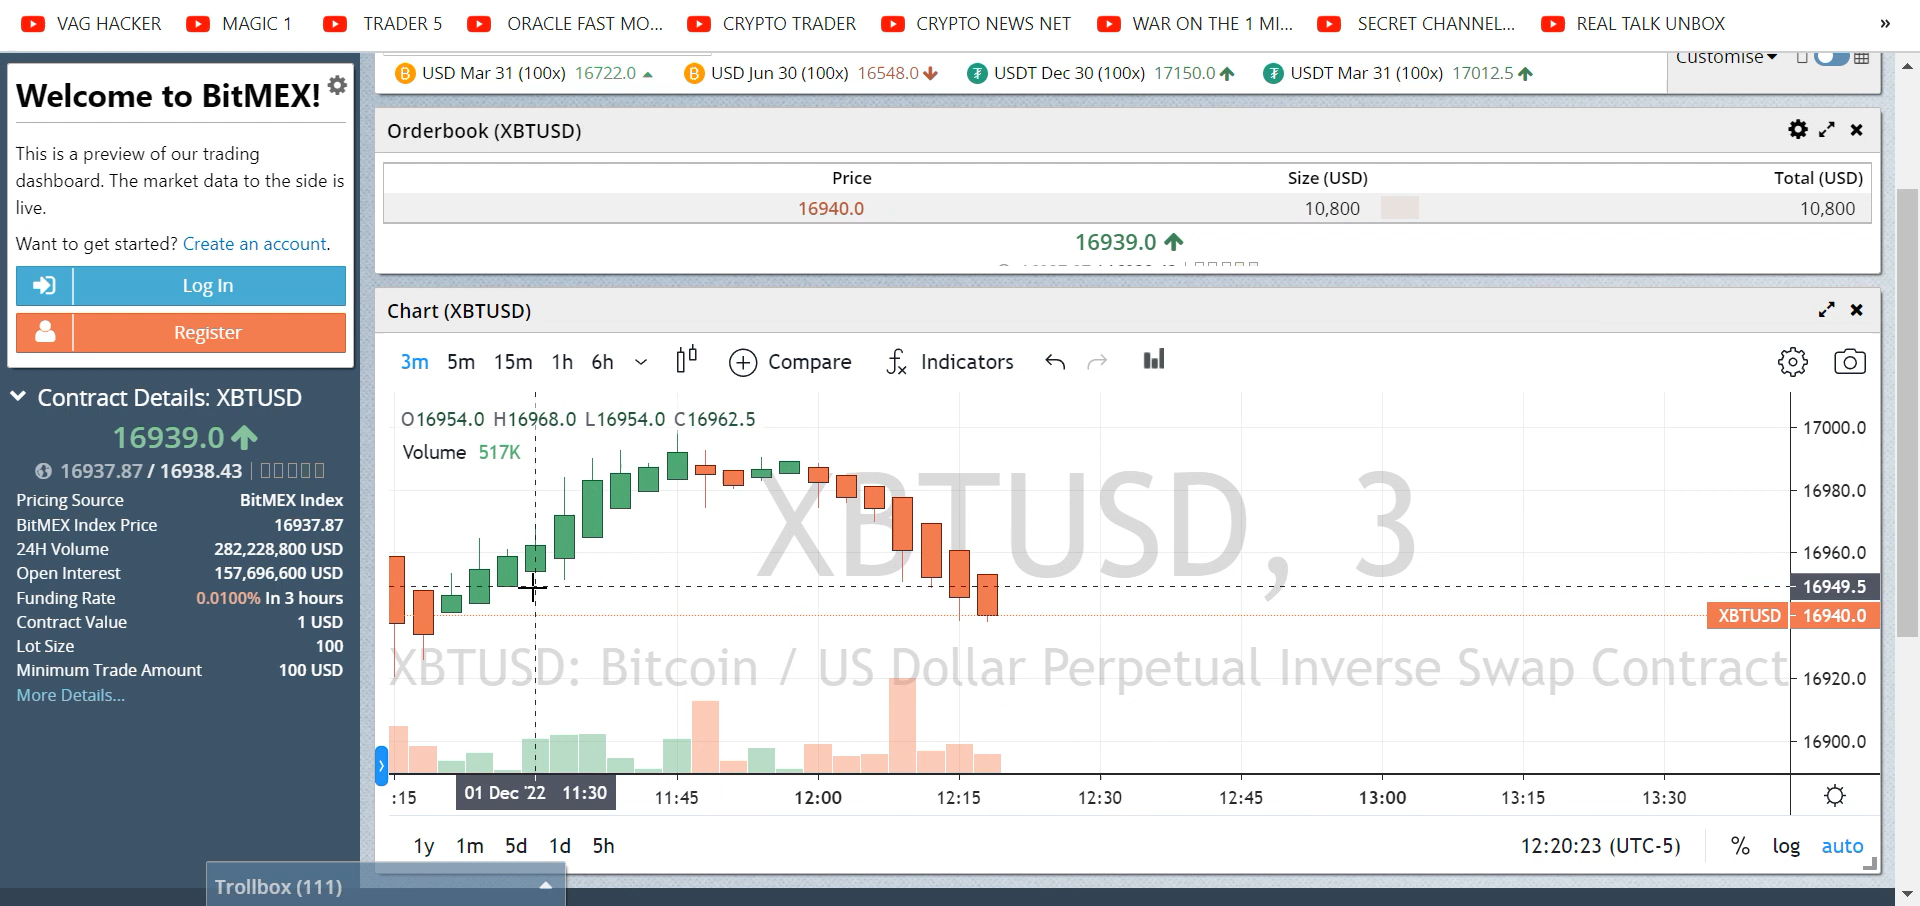 VAG HACKER MAGIC 1 TRADER 5 ORACLE FAST MO... CRYPTO TRADER CRYPTO NEWS NET WAR ON THE 1 MI... SECRET CHANNEL... REAL TALK UNBOX »
Welcome to BitMEX!
This is a preview of our trading
dashboard. The market data to the side is
live.
Want to get started? Create an account.
Log In
Register
Contract Details: XBTUSD
16939.0
16937.87 / 16938.43
Pricing Source BitMEX Index
BitMEX Index Price 16937.87
24H Volume 282,228,800 USD
Open Interest 157,696,600 USD
Funding Rate 0.0100% In 3 hours
Contract Value 1 USD
Lot Size 100
Minimum Trade Amount 100 USD
More Details...
Trollbox (111)
Customise
USD Mar 31 (100x) 16722.0 USD Jun 30 (100x) 16548.0 USDT Dec 30 (100x) 17150.0 USDT Mar 31 (100x) 17012.5
Orderbook (XBTUSD)
Price Size (USD) Total (USD)
16940.0 10,800 10,800
16939.0
Chart (XBTUSD)
3m 5m 15m 1h 6h Compare Indicators
O16954.0 H16968.0 L16954.0 C16962.5
Volume 517K
17000.0
16980.0
16960.0
16949.5
XBTUSD 16940.0
16920.0
16900.0
XBTUSD, 3
XBTUSD: Bitcoin / US Dollar Perpetual Inverse Swap Contract
:15 01 Dec '22 11:30 11:45 12:00 12:15 12:30 12:45 13:00 13:15 13:30
1y 1m 5d 1d 5h 12:20:23 (UTC-5) % log auto